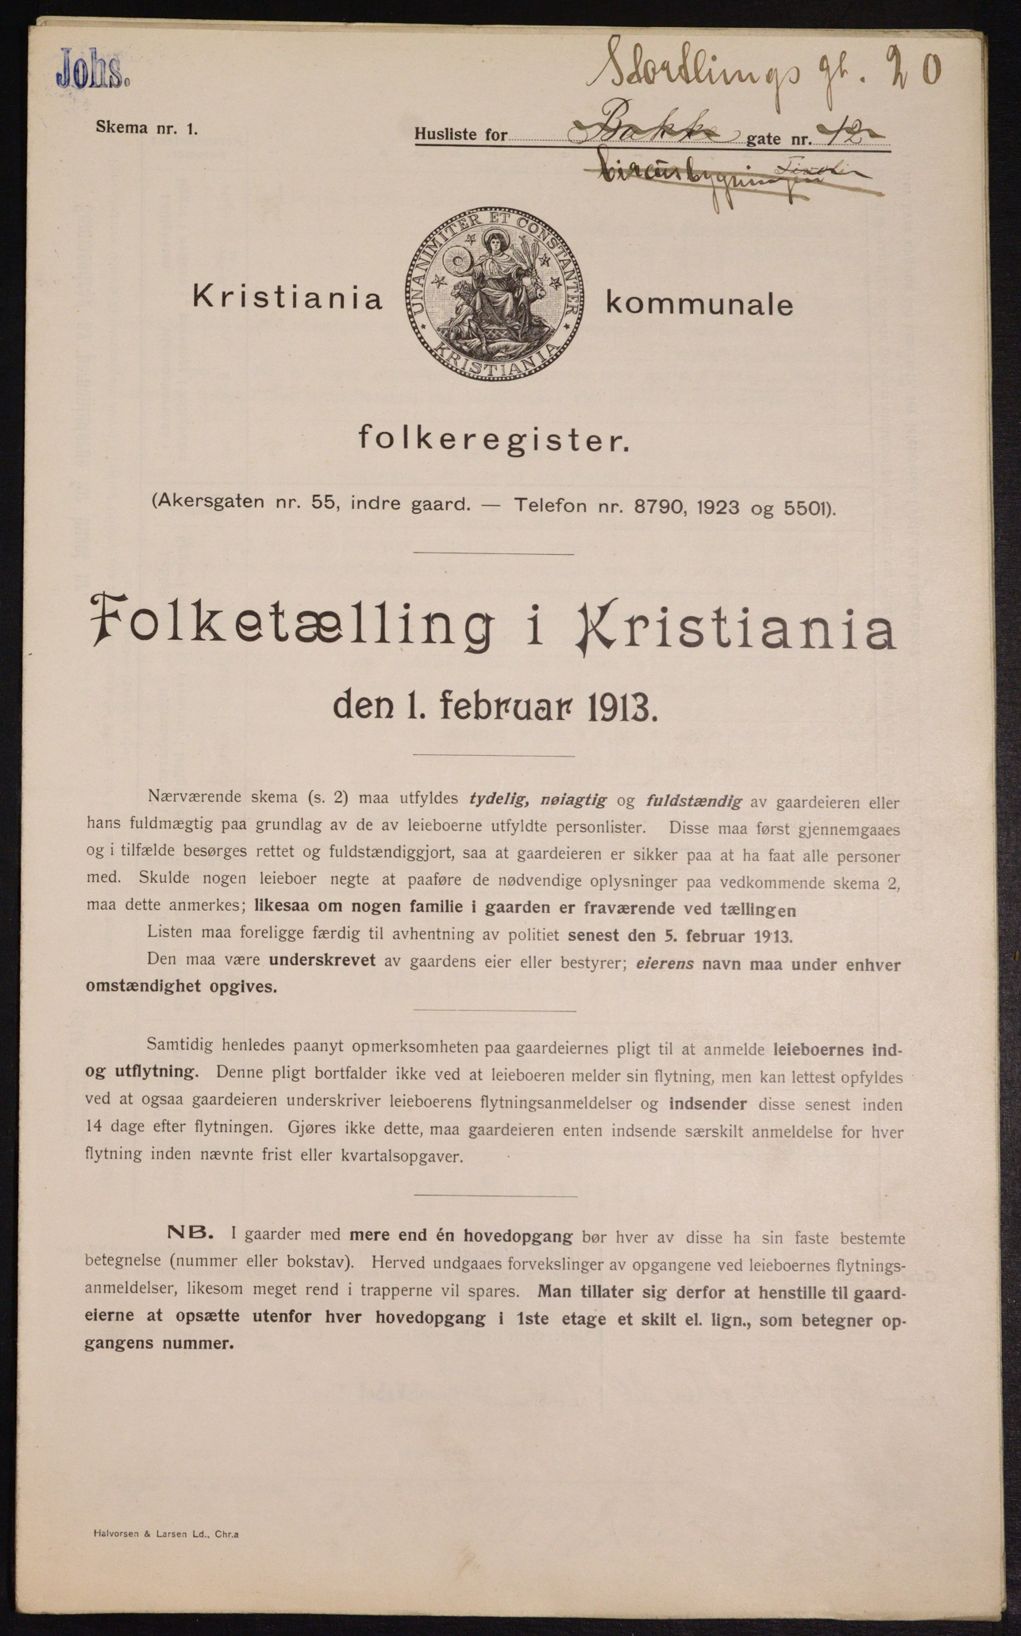 Johs.
Stortlings gt. 20
Skema nr. 1.
Husliste for Bakke gate nr. 12
Circusbygningen
UNANIMITER ET CONSTANTER
KRISTIANIA
Kristiania kommunale
folkeregister.
(Akersgaten nr. 55, indre gaard. — Telefon nr. 8790, 1923 og 5501).
Folketælling i Kristiania
den 1. februar 1913.
Nærværende skema (s. 2) maa utfyldes tydelig, nøiagtig og fuldstændig av gaardeieren eller
hans fuldmægtig paa grundlag av de av leieboerne utfyldte personlister. Disse maa først gjennemgaaes
og i tilfælde besørges rettet og fuldstændiggjort, saa at gaardeieren er sikker paa at ha faat alle personer
med. Skulde nogen leieboer negte at paaføre de nødvendige oplysninger paa vedkommende skema 2,
maa dette anmerkes; likesaa om nogen familie i gaarden er fraværende ved tællingen
Listen maa foreligge færdig til avhentning av politiet senest den 5. februar 1913.
Den maa være underskrevet av gaardens eier eller bestyrer; eierens navn maa under enhver
omstændighet opgives.
Samtidig henledes paanyt opmerksomheten paa gaardeiernes pligt til at anmelde leieboernes ind-
og utflytning. Denne pligt bortfalder ikke ved at leieboeren melder sin flytning, men kan lettest opfyldes
ved at ogsaa gaardeieren underskriver leieboerens flytningsanmeldelser og indsender disse senest inden
14 dage efter flytningen. Gjøres ikke dette, maa gaardeieren enten indsende særskilt anmeldelse for hver
flytning inden nævnte frist eller kvartalsopgaver.
NB. I gaarder med mere end én hovedopgang bør hver av disse ha sin faste bestemte
betegnelse (nummer eller bokstav). Herved undgaaes forvekslinger av opgangene ved leieboernes flytnings-
anmeldelser, likesom meget rend i trapperne vil spares. Man tillater sig derfor at henstille til gaard-
eierne at opsætte utenfor hver hovedopgang i 1ste etage et skilt el. lign., som betegner op-
gangens nummer.
Halvorsen & Larsen Ld., Chr.a